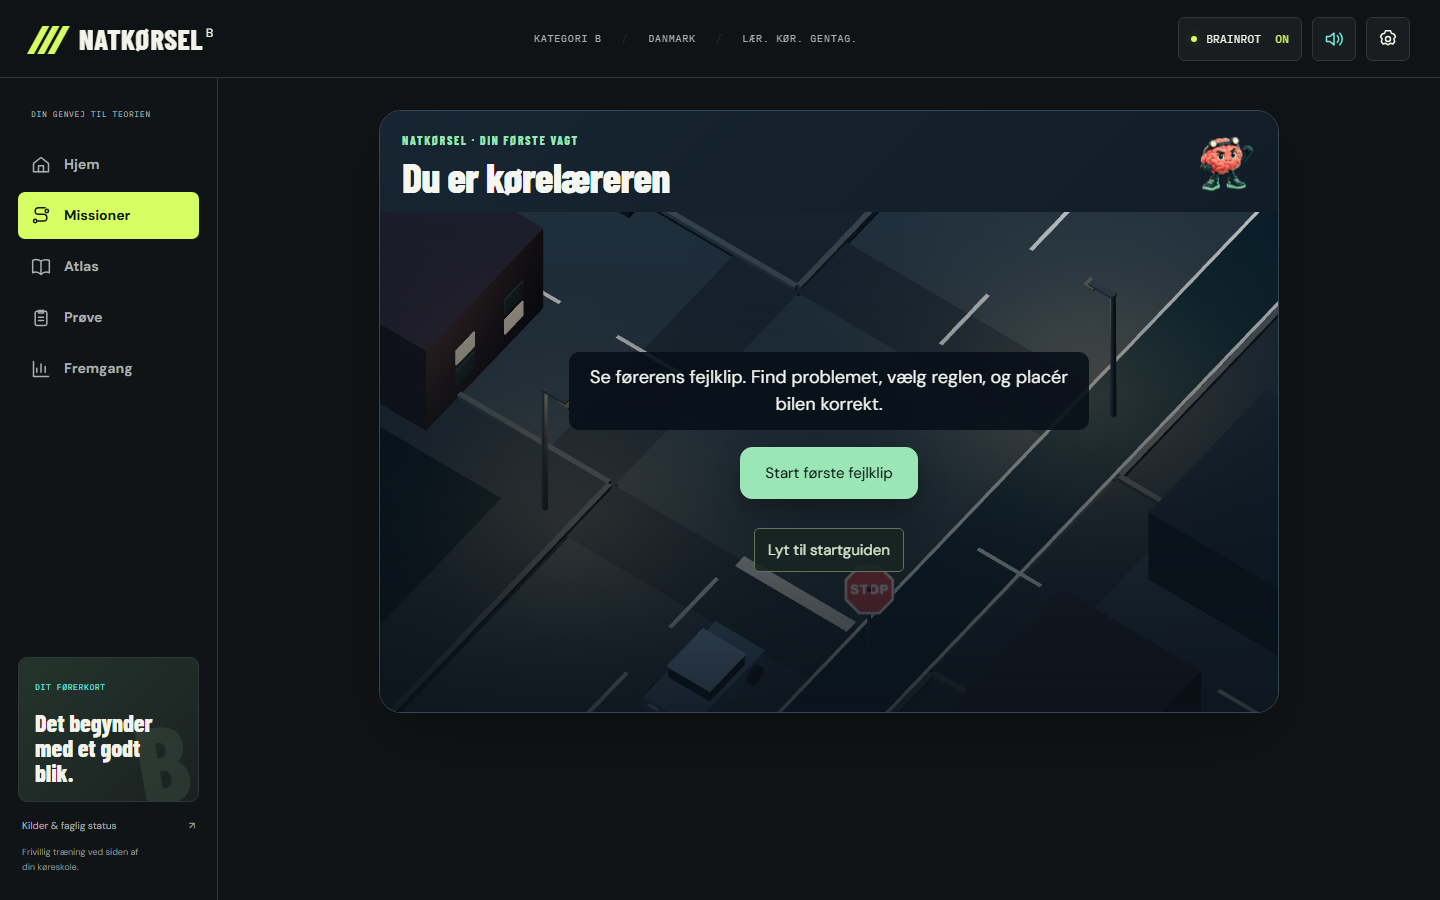 NATKØRSEL B
KATEGORI B / DANMARK / LÆR. KØR. GENTAG.
BRAINROT ON
DIN GENVEJ TIL TEORIEN
Hjem
Missioner
Atlas
Prøve
Fremgang
DIT FØRERKORT
Det begynder
med et godt
blik.
B
Kilder & faglig status
Frivillig træning ved siden af
din køreskole.
NATKØRSEL · DIN FØRSTE VAGT
Du er kørelæreren
Se førerens fejlklip. Find problemet, vælg reglen, og placér
bilen korrekt.
Start første fejlklip
Lyt til startguiden
STOP